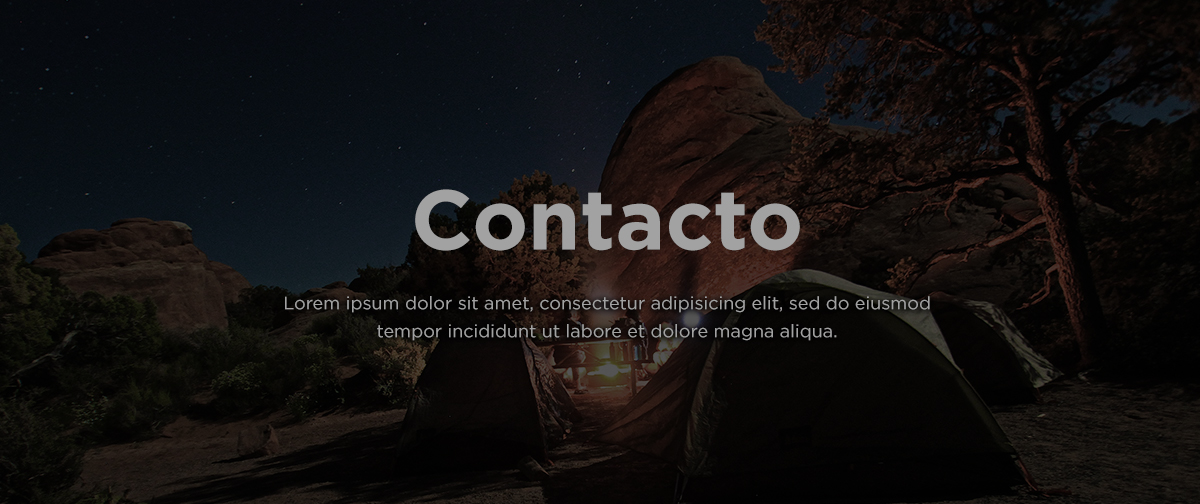 Contacto
Lorem ipsum dolor sit amet, consectetur adipisicing elit, sed do eiusmod
tempor incididunt ut labore et dolore magna aliqua.